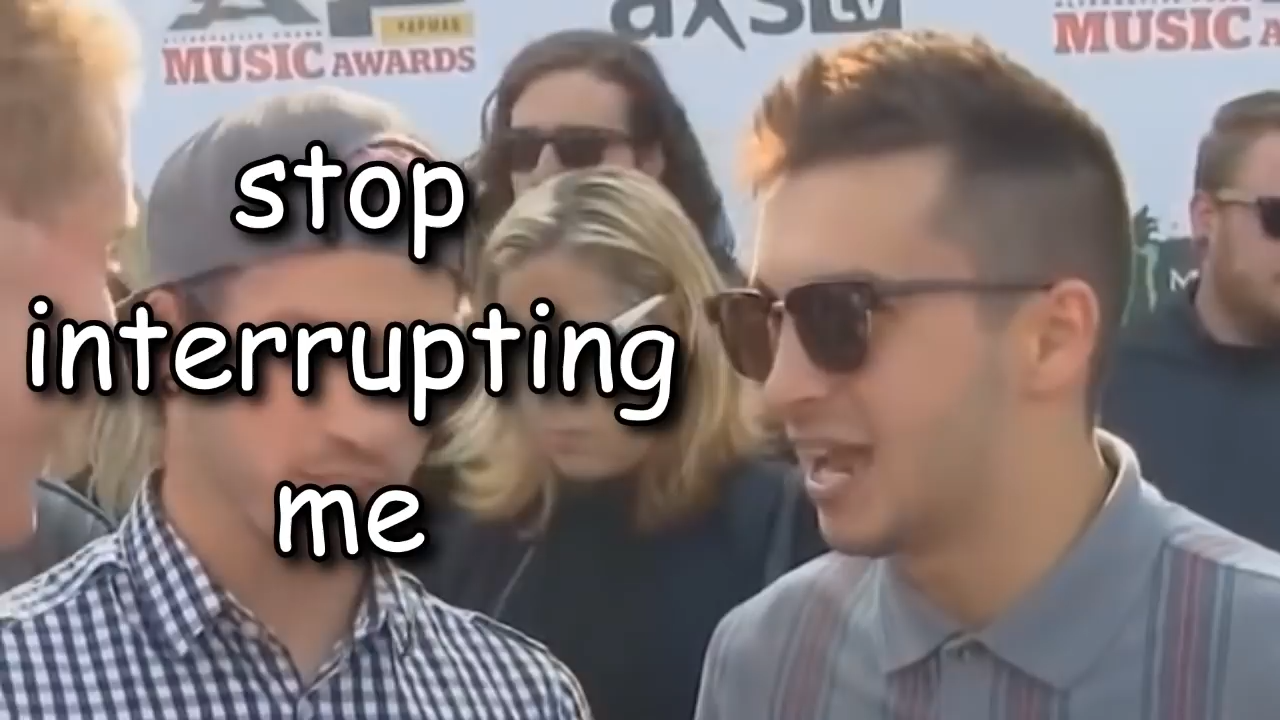 MUSIC AWARDS
axs tv
MUSIC A
stop
interrupting
me
M